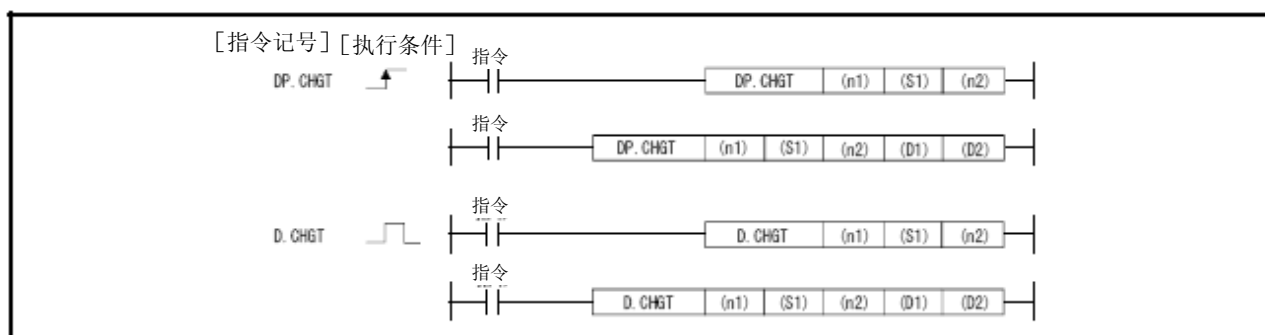 [指令记号] [执行条件]
指令
DP. CHGT DP. CHGT (n1) (S1) (n2)
指令
DP. CHGT (n1) (S1) (n2) (D1) (D2)
指令
D. CHGT D. CHGT (n1) (S1) (n2)
指令
D. CHGT (n1) (S1) (n2) (D1) (D2)